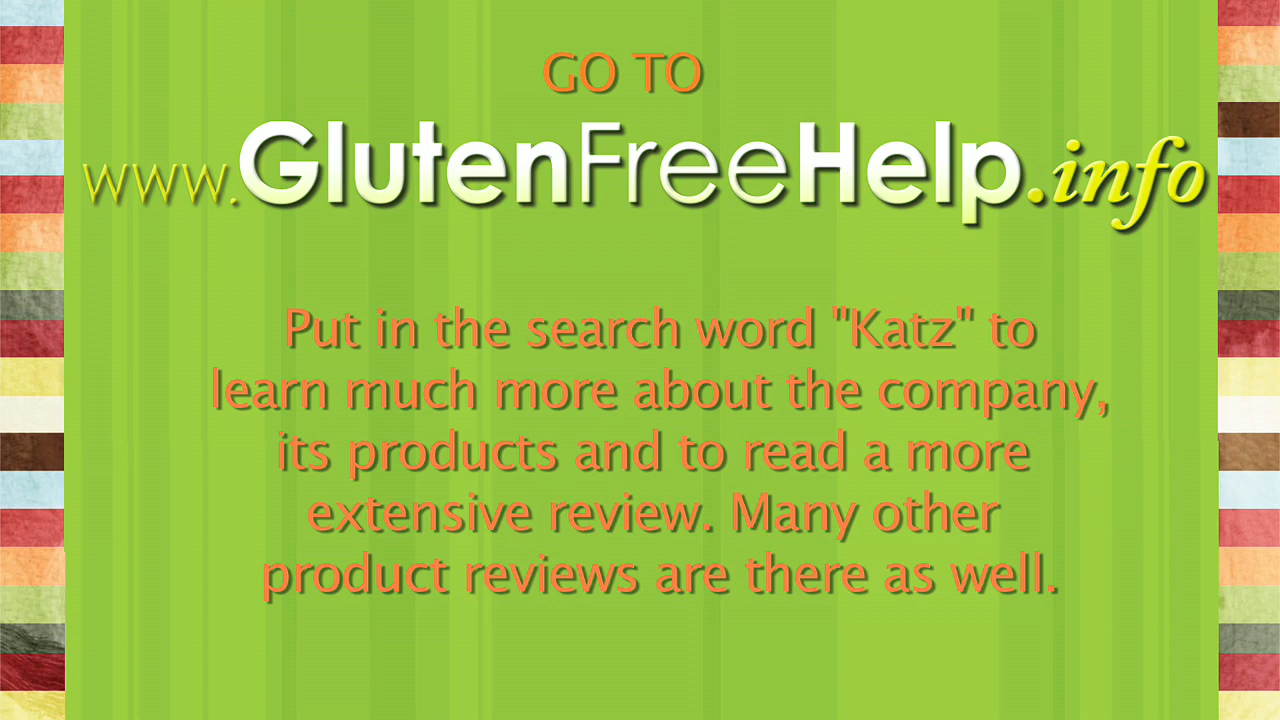 GO TO
www.GlutenFreeHelp.info
Put in the search word "Katz" to
learn much more about the company,
its products and to read a more
extensive review. Many other
product reviews are there as well.